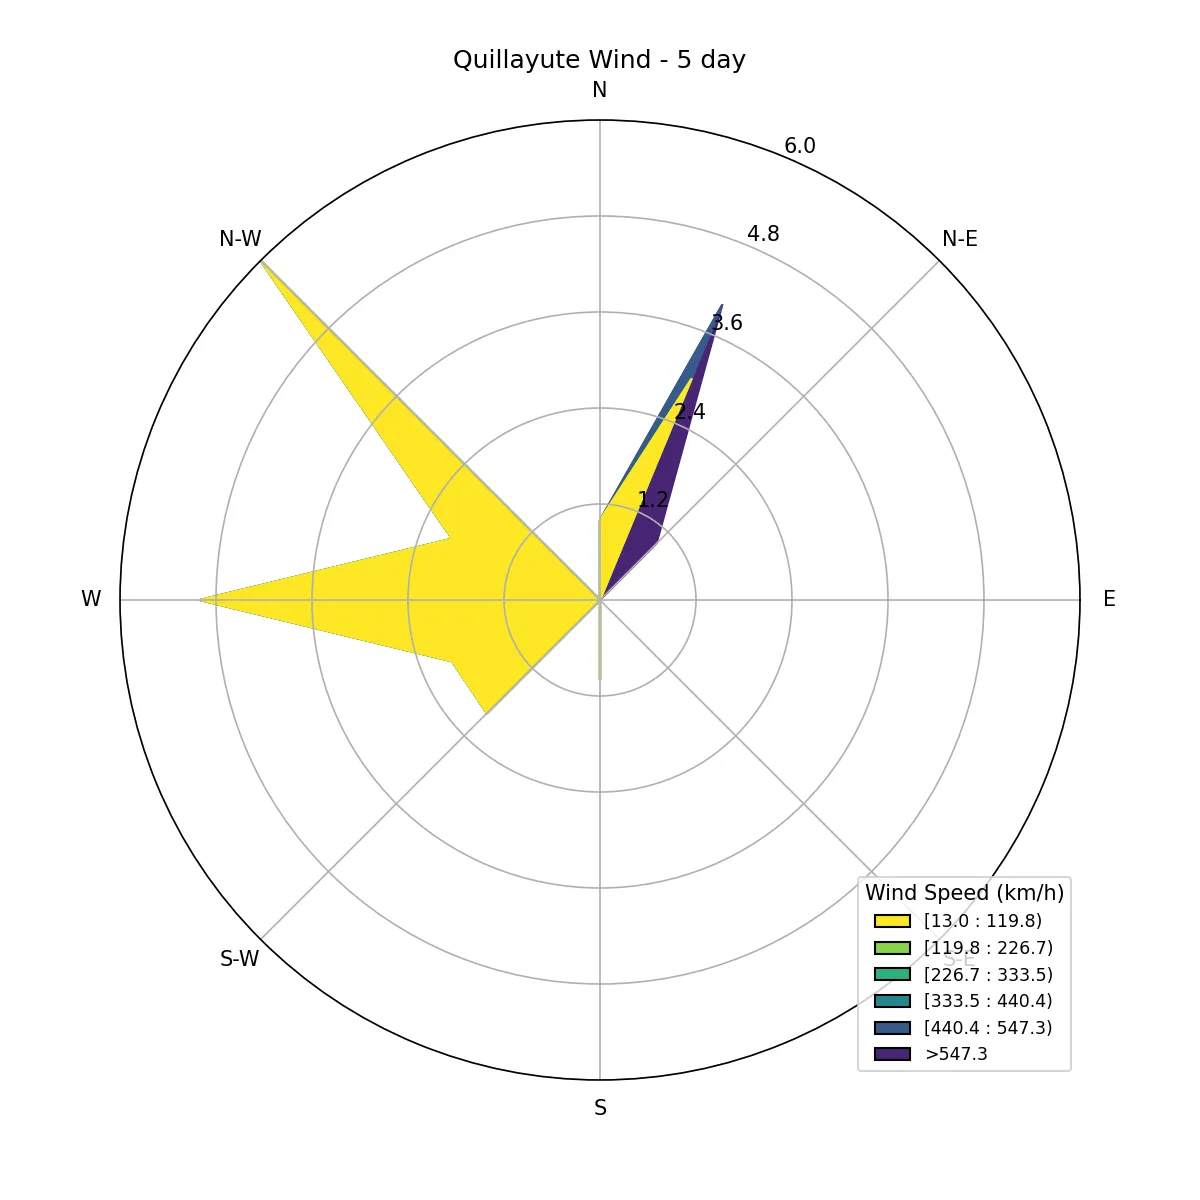 Quillayute Wind - 5 day
N
6.0
4.8
N-W
N-E
3.6
2.4
1.2
W
E
S-W
S-E
S
Wind Speed (km/h)
[13.0 : 119.8)
[119.8 : 226.7)
[226.7 : 333.5)
[333.5 : 440.4)
[440.4 : 547.3)
>547.3